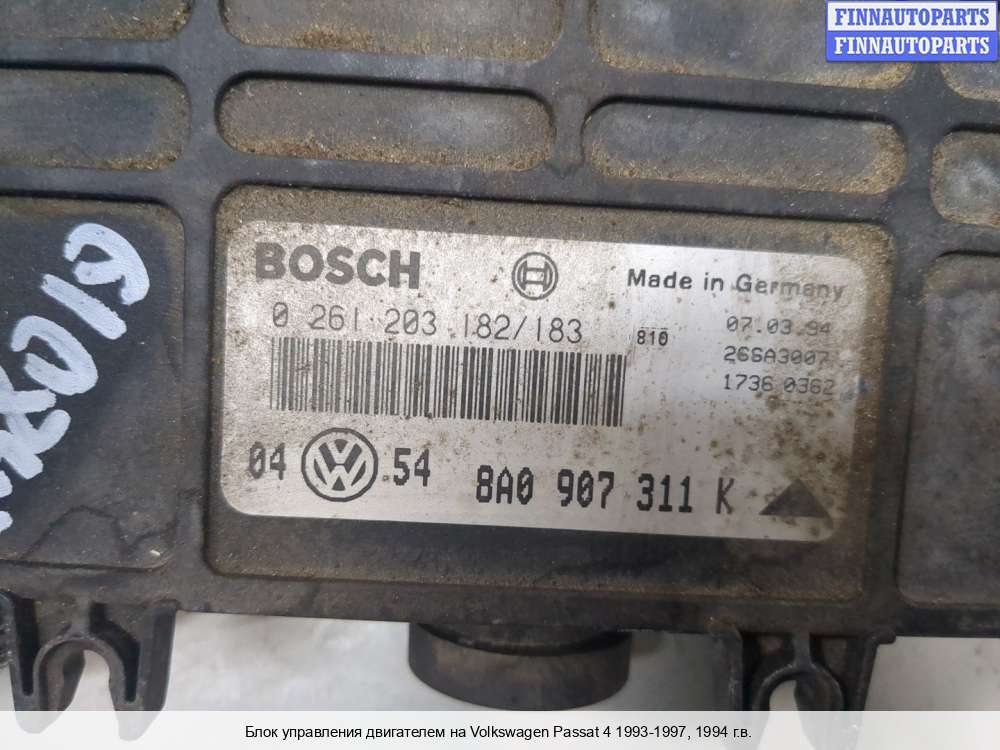 FINNAUTOPARTS
FINNAUTOPARTS
BOSCH
Made in Germany
0 261 203 182/183
810
07.03.94
266A3007
1736 0362
04 VW 54
8A0 907 311 K
Блок управления двигателем на Volkswagen Passat 4 1993-1997, 1994 г.в.